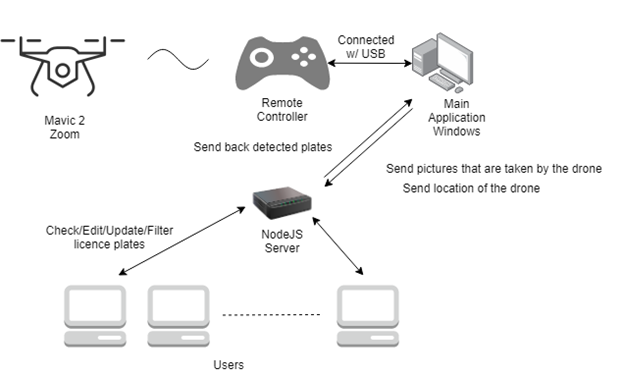 Connected
w/ USB
Mavic 2
Zoom
Remote
Controller
Main
Application
Windows
Send back detected plates
Send pictures that are taken by the drone
Send location of the drone
NodeJS
Server
Check/Edit/Update/Filter
licence plates
Users